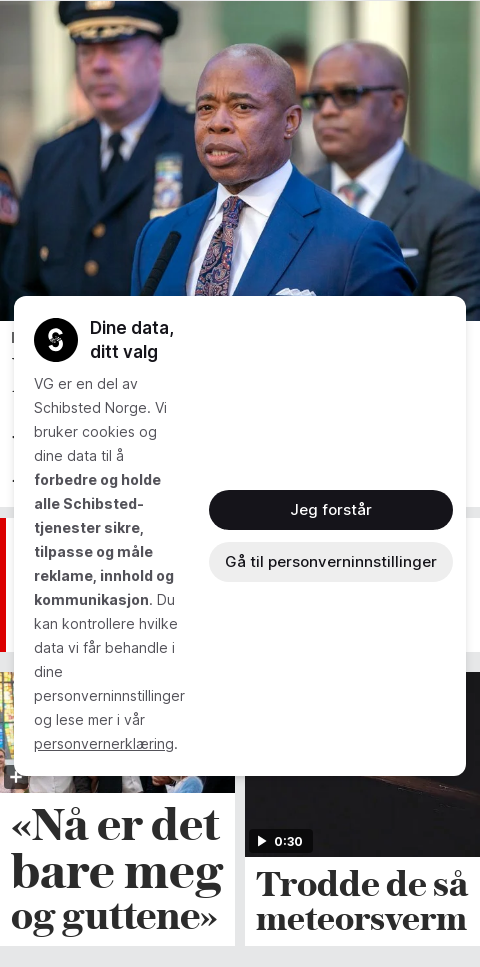 Dine data,
ditt valg
VG er en del av
Schibsted Norge. Vi
bruker cookies og
dine data til å
forbedre og holde
alle Schibsted-
tjenester sikre,
tilpasse og måle
reklame, innhold og
kommunikasjon. Du
kan kontrollere hvilke
data vi får behandle i
dine
personverninnstillinger
og lese mer i vår
personvernerklæring.
Jeg forstår
Gå til personverninnstillinger
«Nå er det
bare meg
og guttene»
0:30
Trodde de så
meteorsverm